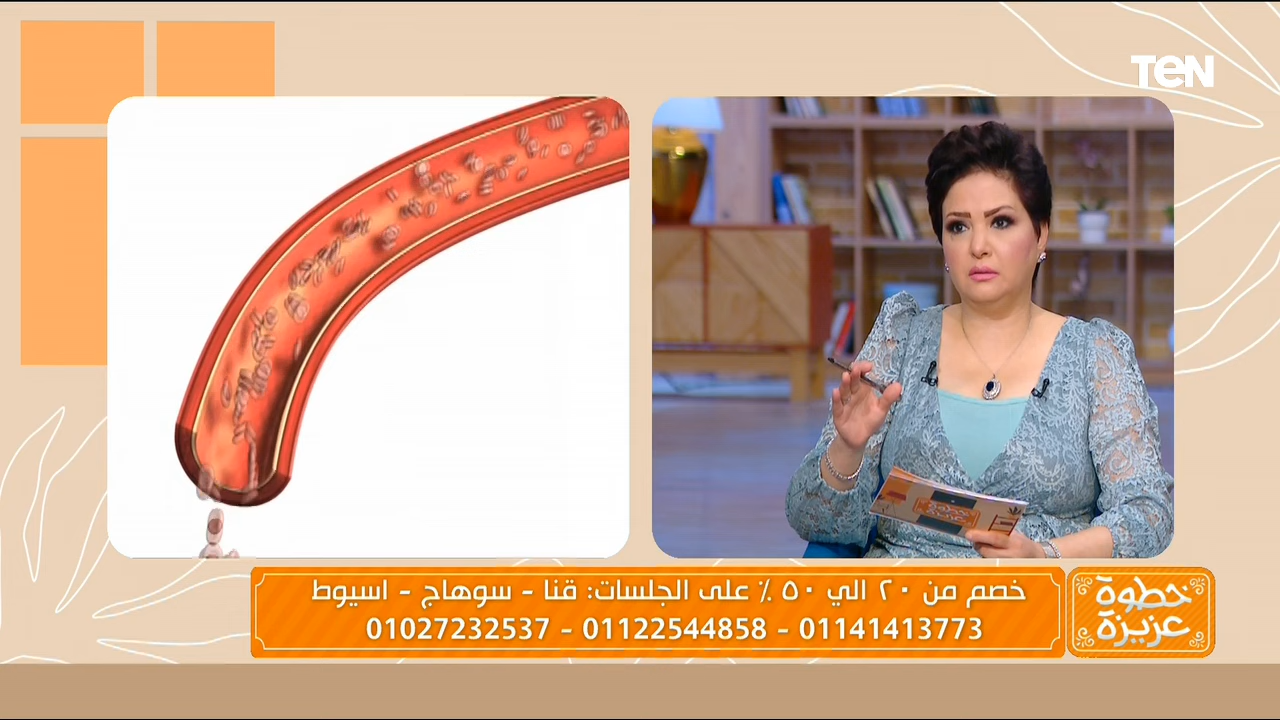 TEN
خصم من ٢٠ الي ٥٠ ٪ على الجلسات: قنا - سوهاج - اسيوط
01027232537 - 01122544858 - 01141413773
خطوة
عزيزة